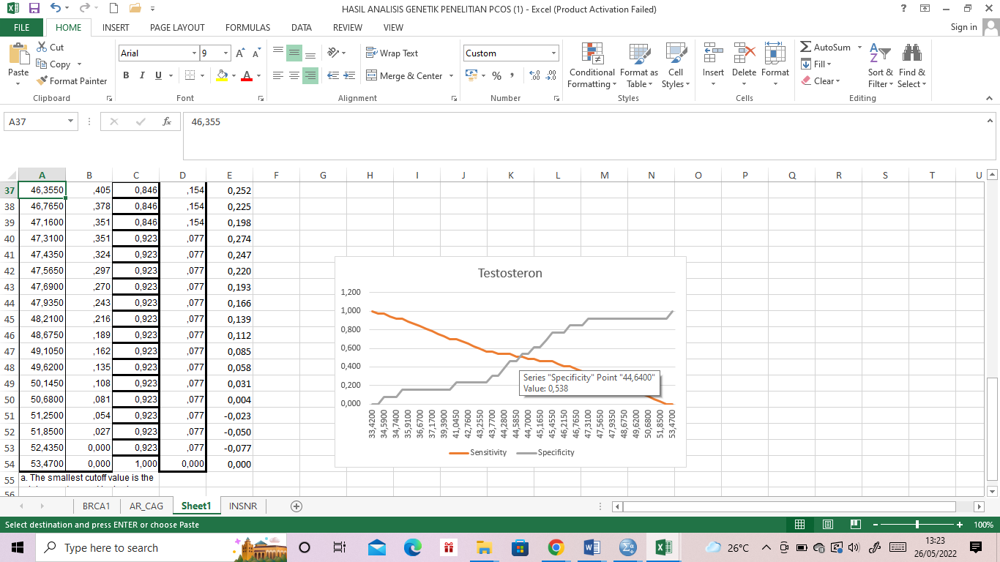 HASIL ANALISIS GENETIK PENELITIAN PCOS (1) - Excel (Product Activation Failed)
FILE HOME INSERT PAGE LAYOUT FORMULAS DATA REVIEW VIEW Sign in
Cut
Copy
Format Painter
Paste
Clipboard
Arial 9
B I U
Font
Wrap Text
Merge & Center
Alignment
Custom
Number
Conditional Formatting
Format as Table
Cell Styles
Styles
Insert Delete Format
Cells
AutoSum
Fill
Clear
Sort & Filter
Find & Select
Editing
A37 fx 46,355
A B C D E F G H I J K L M N O P Q R S T U
37 46,3550 ,405 0,846 ,154 0,252
38 46,7650 ,378 0,846 ,154 0,225
39 47,1600 ,351 0,846 ,154 0,198
40 47,3100 ,351 0,923 ,077 0,274
41 47,4350 ,324 0,923 ,077 0,247
42 47,5650 ,297 0,923 ,077 0,220
43 47,6900 ,270 0,923 ,077 0,193
44 47,9350 ,243 0,923 ,077 0,166
45 48,2100 ,216 0,923 ,077 0,139
46 48,6750 ,189 0,923 ,077 0,112
47 49,1050 ,162 0,923 ,077 0,085
48 49,6200 ,135 0,923 ,077 0,058
49 50,1450 ,108 0,923 ,077 0,031
50 50,6800 ,081 0,923 ,077 0,004
51 51,2500 ,054 0,923 ,077 -0,023
52 51,8500 ,027 0,923 ,077 -0,050
53 52,4350 0,000 0,923 ,077 -0,077
54 53,4700 0,000 1,000 0,000 0,000
55 a. The smallest cutoff value is the
56
Testosteron
1,200
1,000
0,800
0,600
0,400
0,200
0,000
Series "Specificity" Point "44,6400"
Value: 0,538
33,4200 34,5900 34,7400 35,9100 36,6700 37,1700 39,3900 41,0450 42,7600 43,2550 43,7700 44,2800 44,5850 44,7000 45,1650 45,4550 46,2150 46,7650 47,3100 47,5650 47,9350 48,6750 49,6200 50,6800 51,8500 53,4700
Sensitivity Specificity
BRCA1 AR_CAG Sheet1 INSNR
Select destination and press ENTER or choose Paste 100%
Type here to search
26°C
13:23
26/05/2022